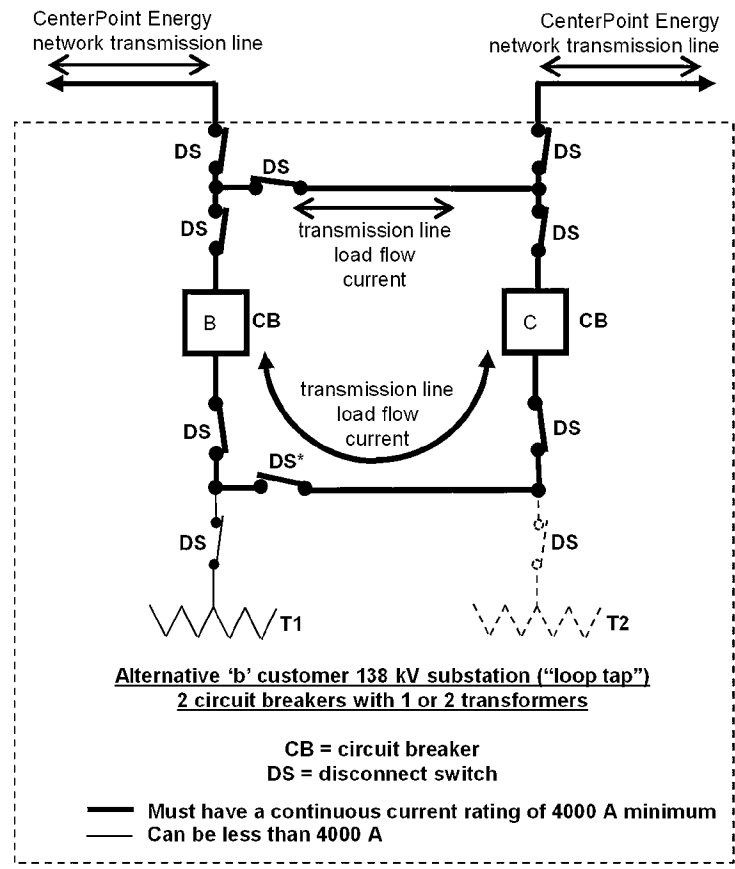 CenterPoint Energy
network transmission line
CenterPoint Energy
network transmission line
DS
DS
DS
transmission line
load flow
current
DS
DS
B
CB
C
CB
transmission line
load flow
current
DS
DS
DS*
DS
DS
T1
T2
Alternative ‘b’ customer 138 kV substation (“loop tap”)
2 circuit breakers with 1 or 2 transformers
CB = circuit breaker
DS = disconnect switch
Must have a continuous current rating of 4000 A minimum
Can be less than 4000 A